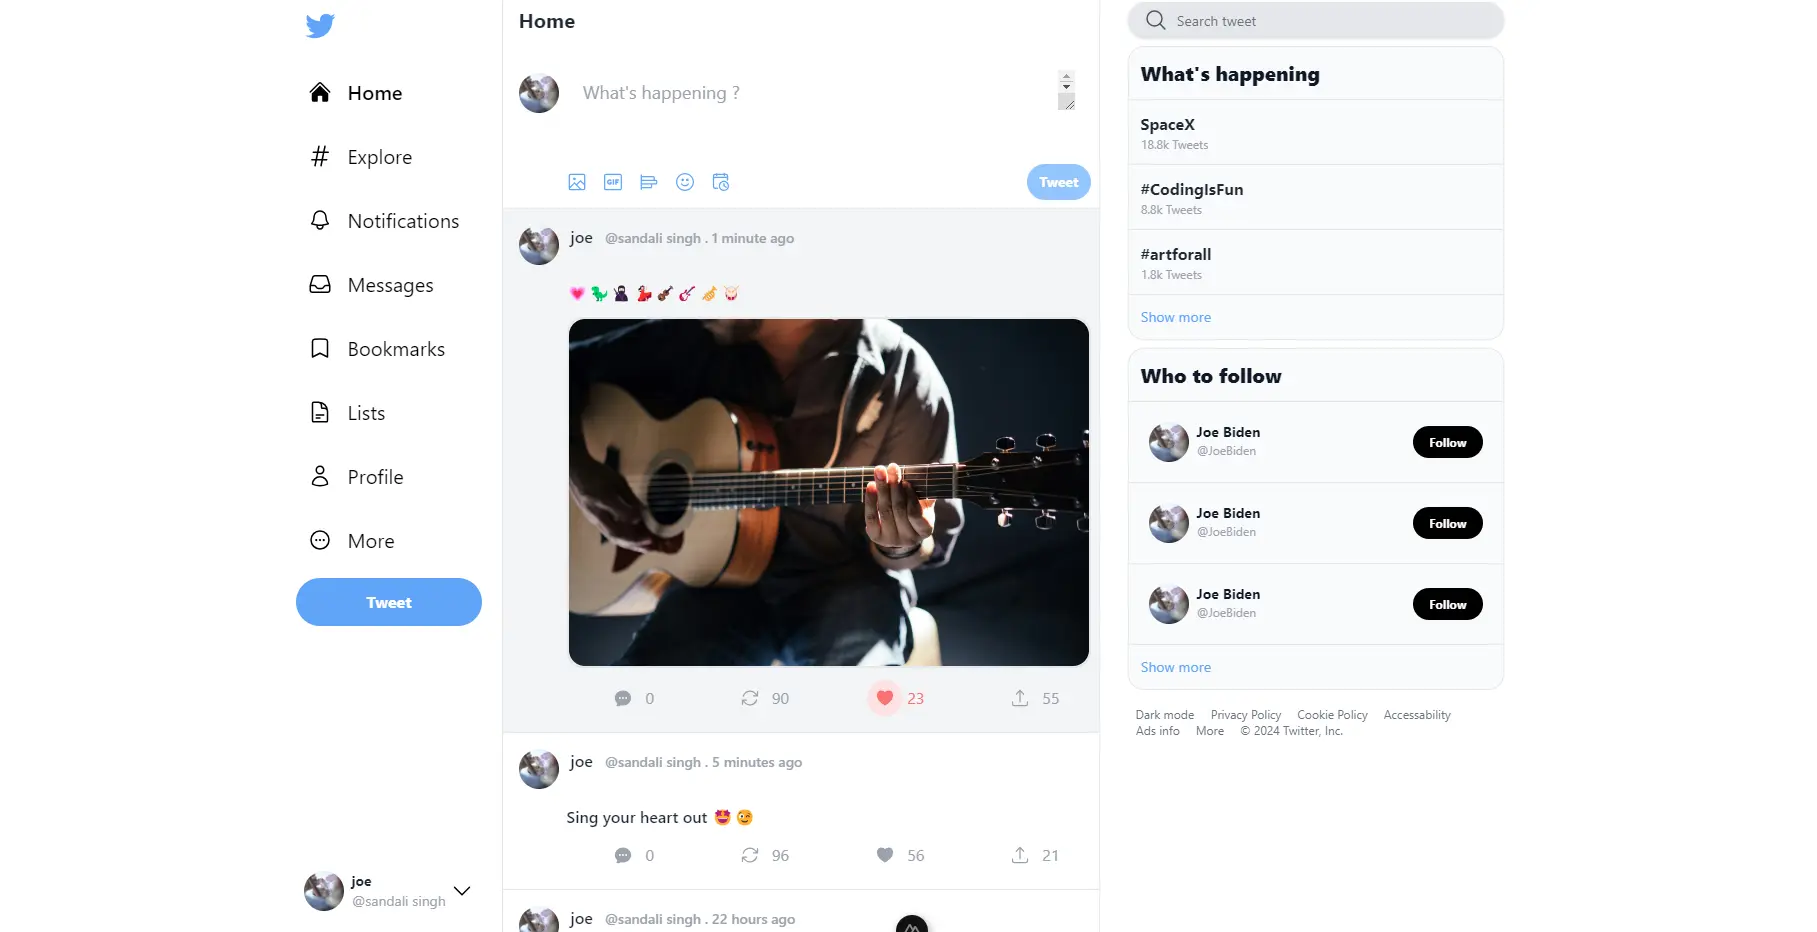 Home
Explore
Notifications
Messages
Bookmarks
Lists
Profile
More
Tweet
joe
@sandali singh
Home
What's happening ?
GIF
Tweet
joe @sandali singh . 1 minute ago
💗 🦖 🥷 💃 🎻 🎸 🎺 🥁
0 90 23 55
joe @sandali singh . 5 minutes ago
Sing your heart out 🤩 😉
0 96 56 21
joe @sandali singh . 22 hours ago
Search tweet
What's happening
SpaceX
18.8k Tweets
#CodingIsFun
8.8k Tweets
#artforall
1.8k Tweets
Show more
Who to follow
Joe Biden
@JoeBiden
Follow
Joe Biden
@JoeBiden
Follow
Joe Biden
@JoeBiden
Follow
Show more
Dark mode Privacy Policy Cookie Policy Accessability
Ads info More © 2024 Twitter, Inc.